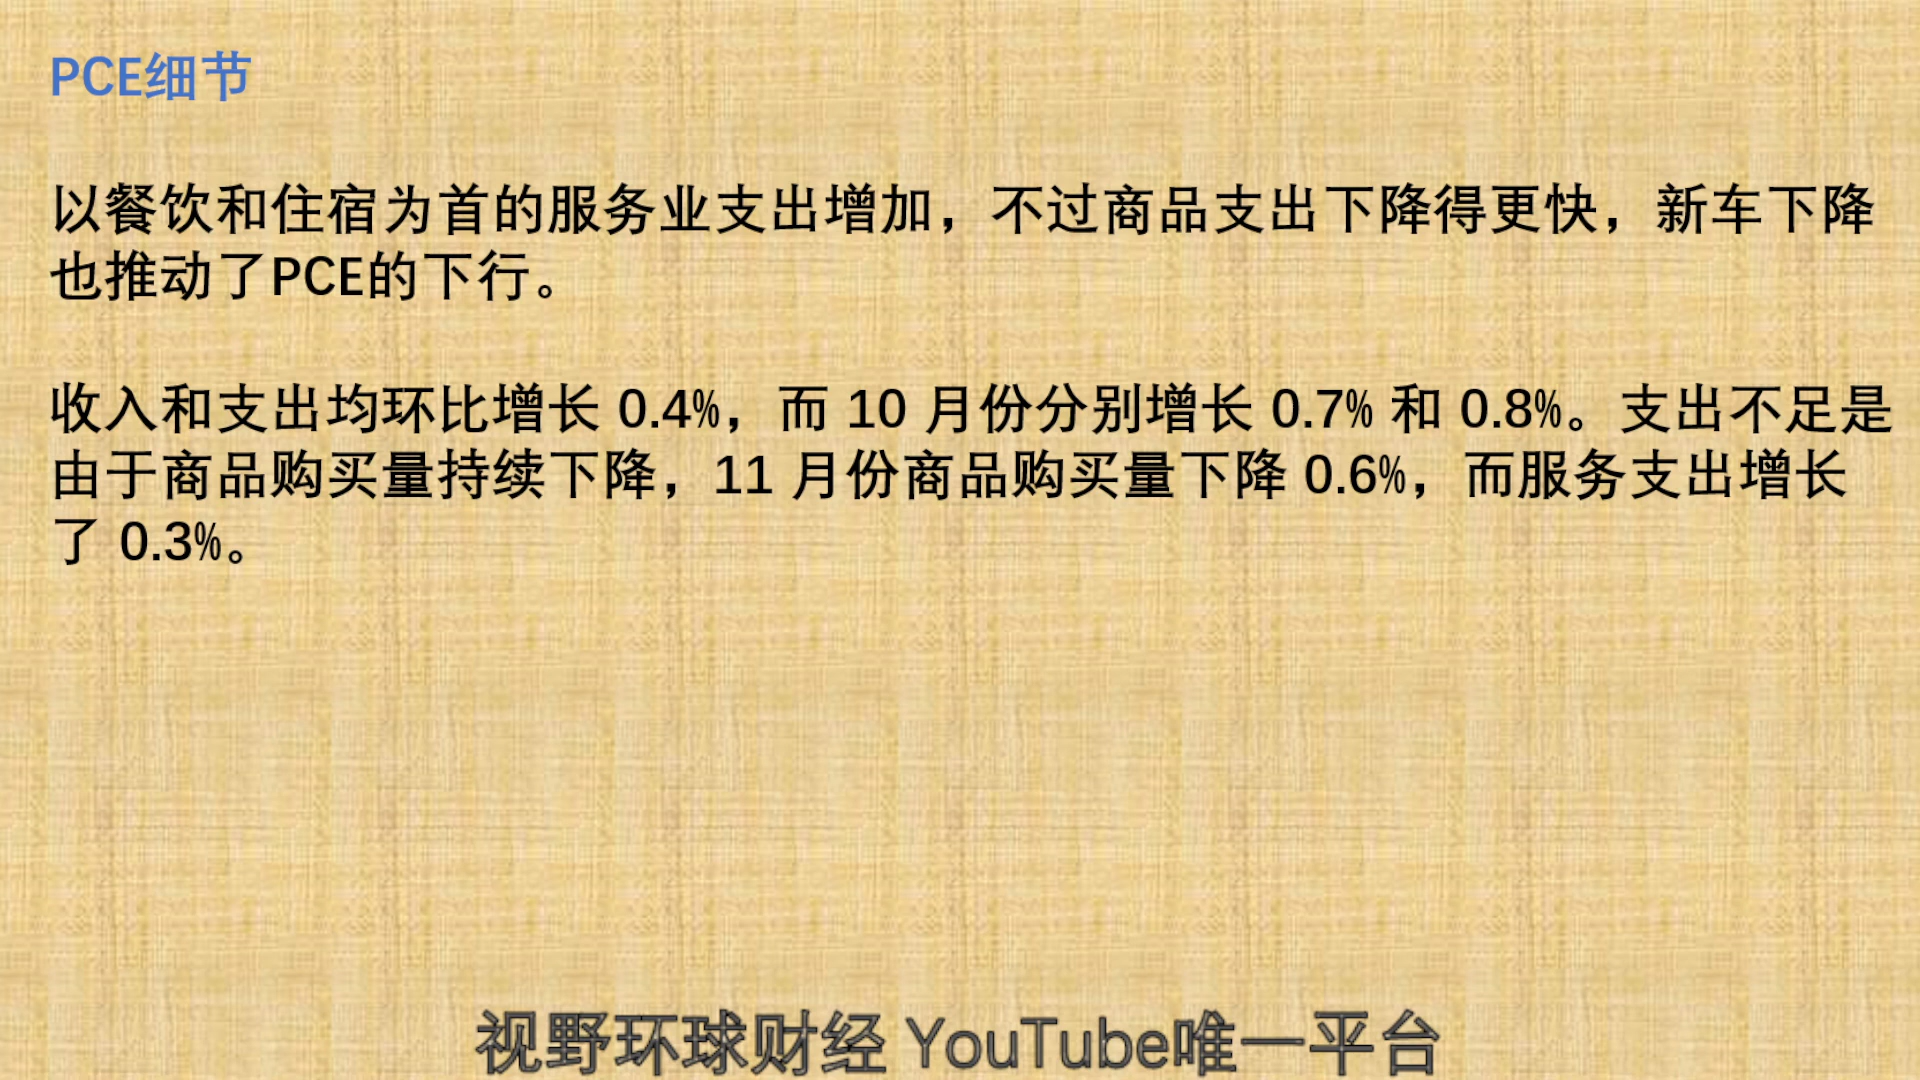 PCE细节
以餐饮和住宿为首的服务业支出增加，不过商品支出下降得更快，新车下降
也推动了PCE的下行。
收入和支出均环比增长 0.4%，而 10 月份分别增长 0.7% 和 0.8%。支出不足是
由于商品购买量持续下降，11 月份商品购买量下降 0.6%，而服务支出增长
了 0.3%。
视野环球财经 YouTube唯一平台